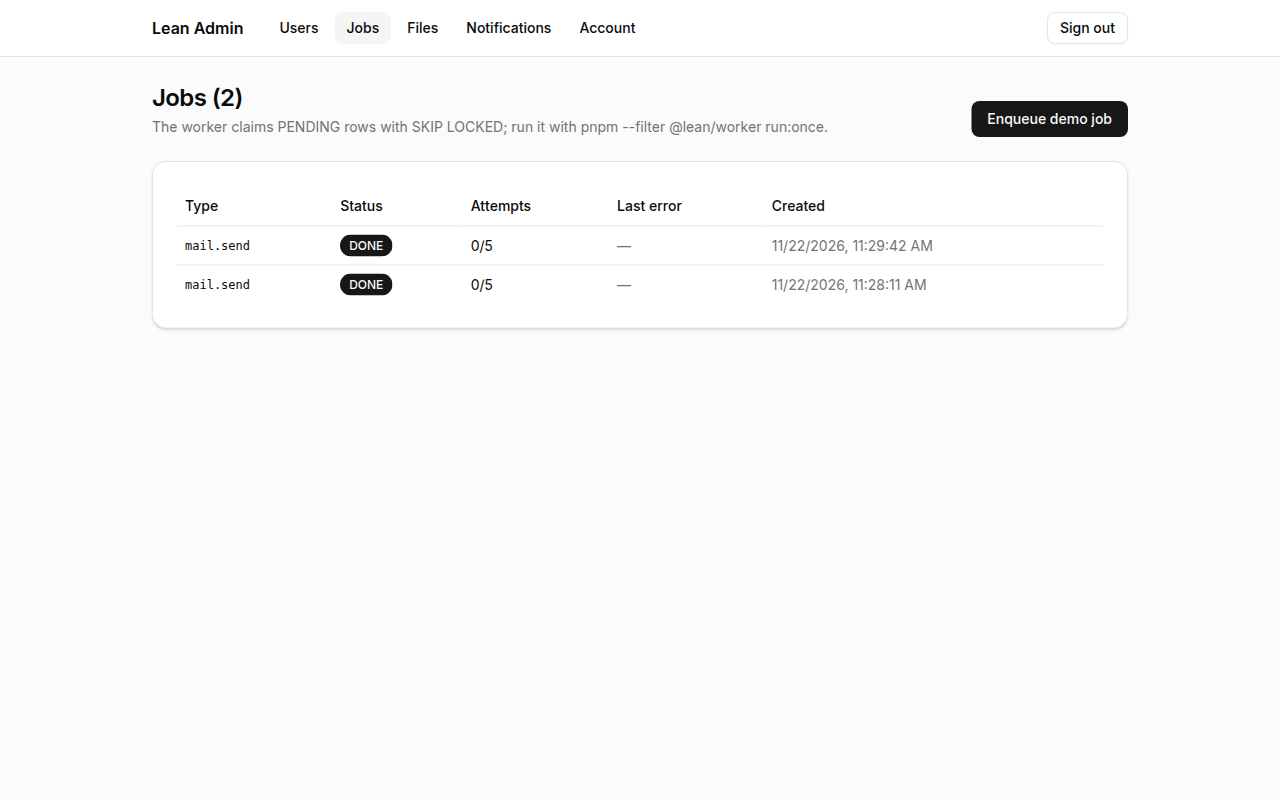 Lean Admin Users Jobs Files Notifications Account Sign out
Jobs (2)
The worker claims PENDING rows with SKIP LOCKED; run it with pnpm --filter @lean/worker run:once.
Enqueue demo job
Type Status Attempts Last error Created
mail.send DONE 0/5 — 11/22/2026, 11:29:42 AM
mail.send DONE 0/5 — 11/22/2026, 11:28:11 AM